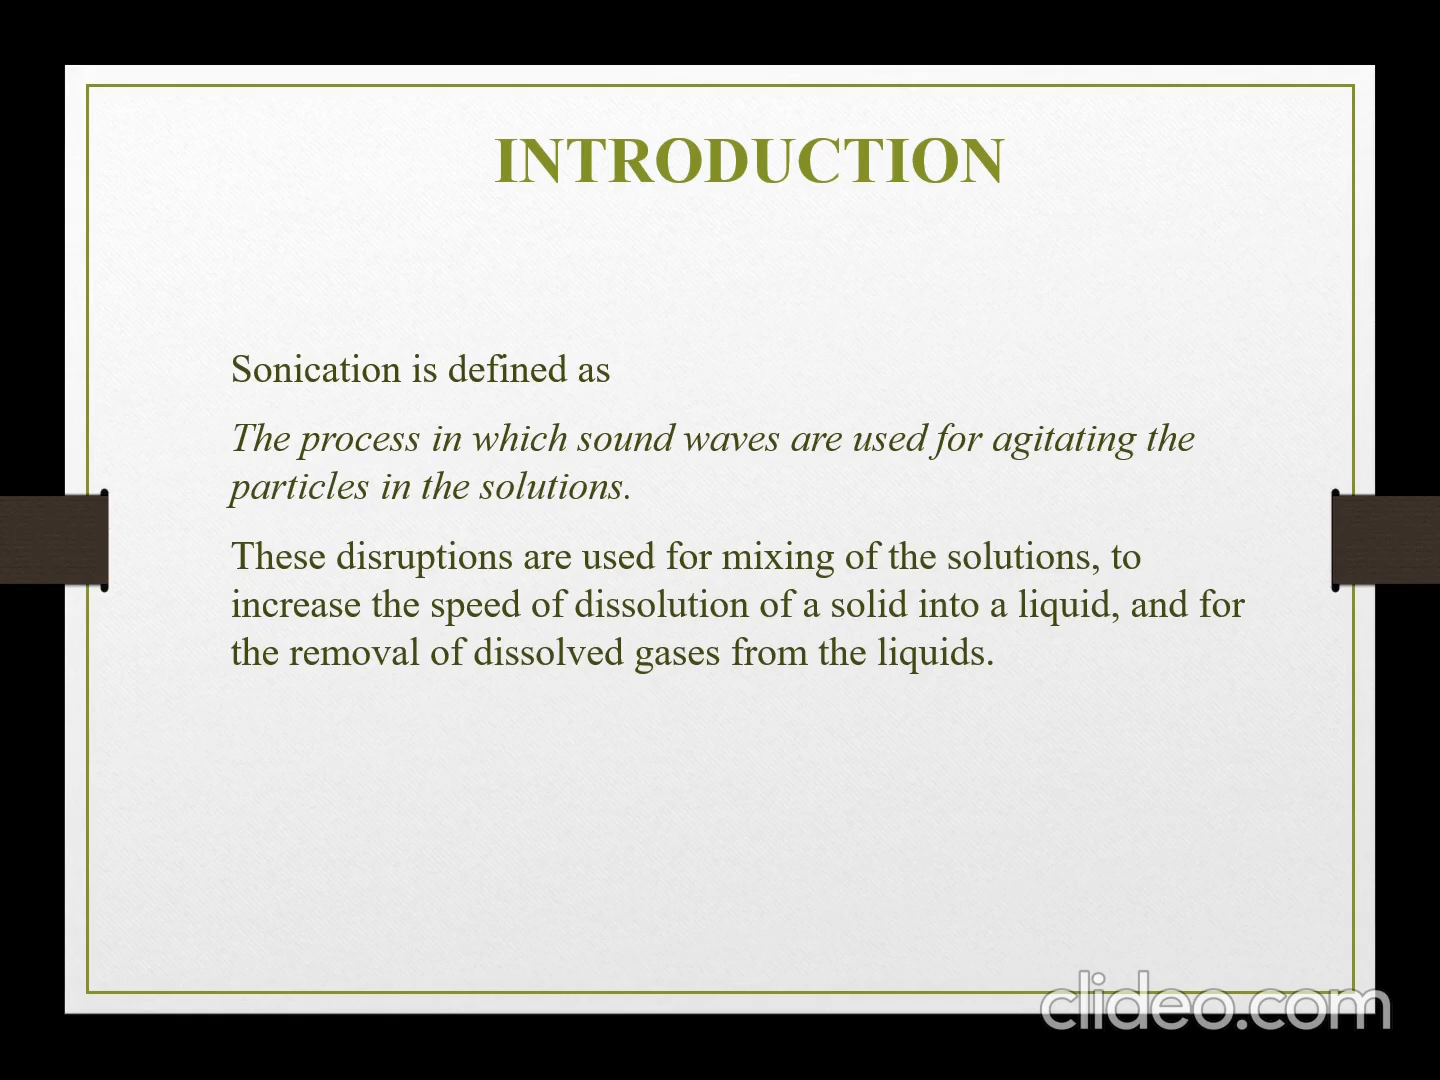 INTRODUCTION
Sonication is defined as
The process in which sound waves are used for agitating the
particles in the solutions.
These disruptions are used for mixing of the solutions, to
increase the speed of dissolution of a solid into a liquid, and for
the removal of dissolved gases from the liquids.
clideo.com